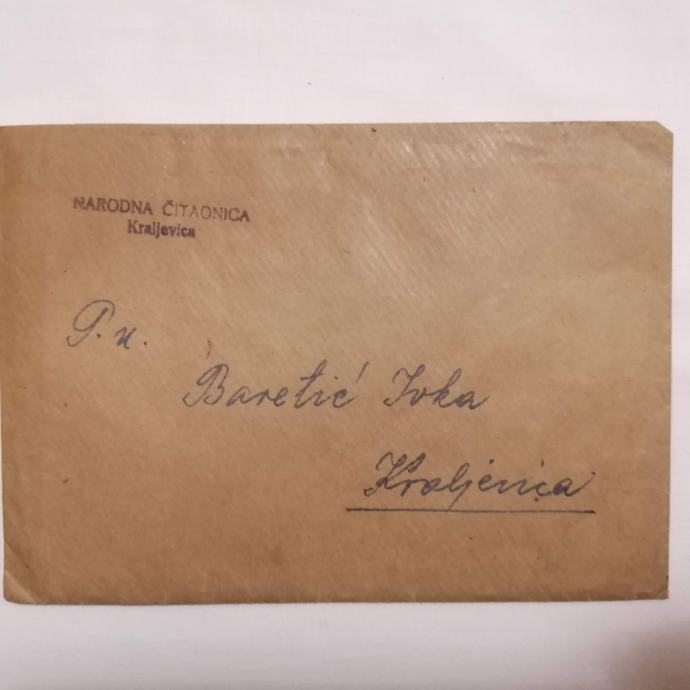 NARODNA ČITAONICA
Kraljevica
P. n.
Baretić Ivka
Kraljevica